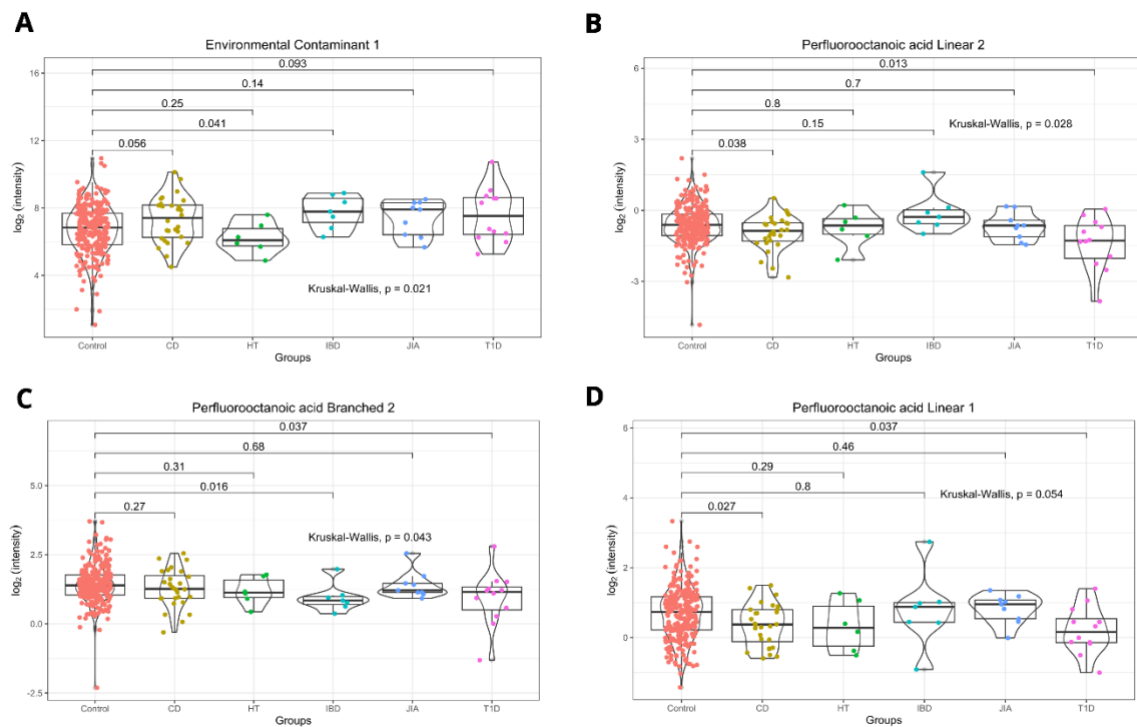 A
Environmental Contaminant 1
16
12
8
4
log2 (intensity)
0.093
0.14
0.25
0.041
0.056
Kruskal-Wallis, p = 0.021
Control CD HT IBD JIA T1D
Groups
B
Perfluorooctanoic acid Linear 2
6
3
0
-3
log2 (intensity)
0.013
0.7
0.8
0.15
0.038
Kruskal-Wallis, p = 0.028
Control CD HT IBD JIA T1D
Groups
C
Perfluorooctanoic acid Branched 2
5.0
2.5
0.0
-2.5
log2 (intensity)
0.037
0.68
0.31
0.016
0.27
Kruskal-Wallis, p = 0.043
Control CD HT IBD JIA T1D
Groups
D
Perfluorooctanoic acid Linear 1
6
4
2
0
log2 (intensity)
0.037
0.46
0.29
0.8
0.027
Kruskal-Wallis, p = 0.054
Control CD HT IBD JIA T1D
Groups